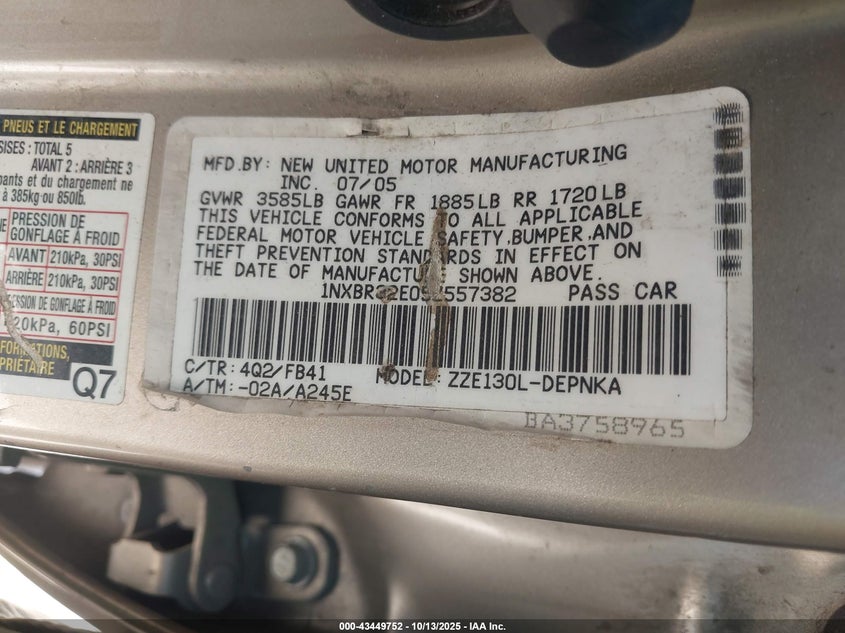 PNEUS ET LE CHARGEMENT
SISES: TOTAL 5
AVANT 2: ARRIÈRE 3
et du chargement ne
à 385kg ou 850lb.
PRESSION DE
GONFLAGE À FROID
AVANT 210kPa, 30PSI
ARRIÈRE 210kPa, 30PSI
DE GONFLAGE À FROID
20kPa, 60PSI
Q7
MFD.BY: NEW UNITED MOTOR MANUFACTURING
INC. 07/05
GVWR 3585LB GAWR FR 1885LB RR 1720LB
THIS VEHICLE CONFORMS TO ALL APPLICABLE
FEDERAL MOTOR VEHICLE SAFETY,BUMPER,AND
THEFT PREVENTION STANDARDS IN EFFECT ON
THE DATE OF MANUFACTURE SHOWN ABOVE.
PASS CAR
C/TR: 4Q2/FB41 MODEL: ZZE130L-DEPNKA
A/TM: -02A/A245E
BA3758965
000-43449752 - 10/13/2025 - IAA Inc.